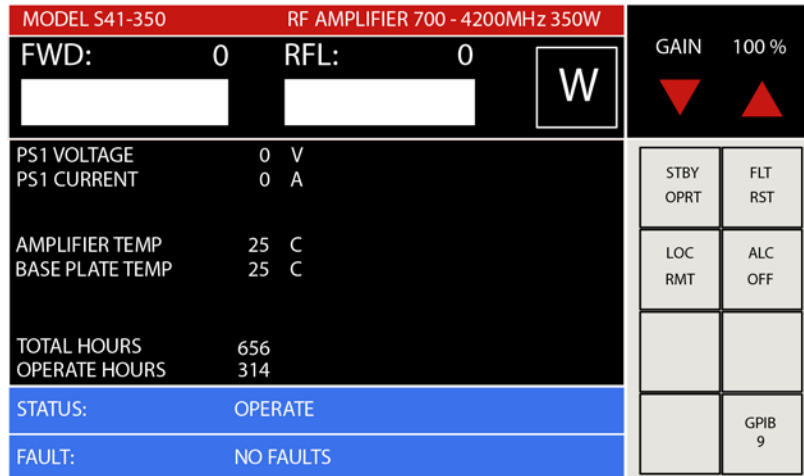 MODEL S41-350 RF AMPLIFIER 700 - 4200MHz 350W
FWD: 0 RFL: 0 W
GAIN 100 %
PS1 VOLTAGE 0 V
PS1 CURRENT 0 A
AMPLIFIER TEMP 25 C
BASE PLATE TEMP 25 C
TOTAL HOURS 656
OPERATE HOURS 314
STATUS: OPERATE
FAULT: NO FAULTS
STBY
OPRT
FLT
RST
LOC
RMT
ALC
OFF
GPIB
9